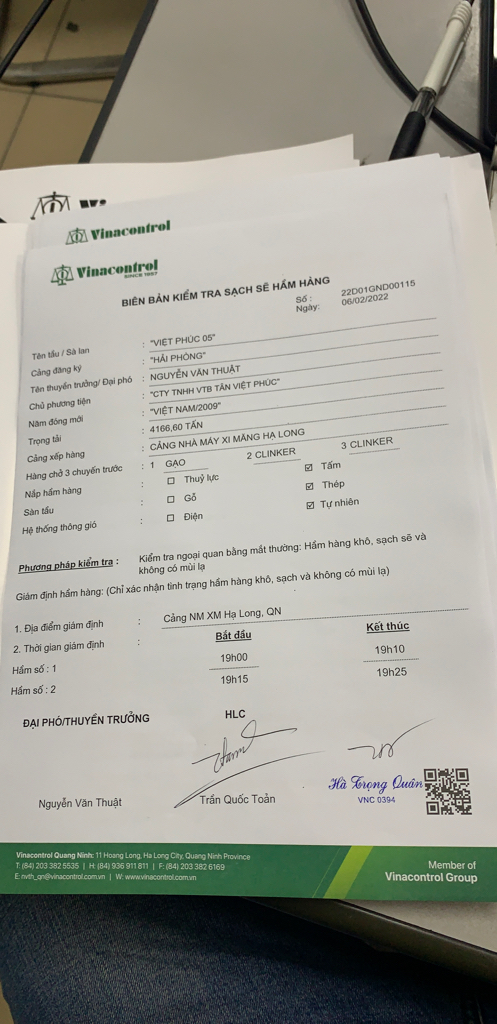 Vinacontrol
Vinacontrol
SINCE 1957
BIÊN BẢN KIỂM TRA SẠCH SẼ HẦM HÀNG
Số : 22D01GND00115
Ngày: 06/02/2022
Tên tầu / Sà lan : "VIỆT PHÚC 05"
Cảng đăng ký : "HẢI PHÒNG"
Tên thuyền trưởng/ Đại phó : NGUYỄN VĂN THUẬT
Chủ phương tiện : "CTY TNHH VTB TÂN VIỆT PHÚC"
Năm đóng mới : "VIỆT NAM/2009"
Trọng tải : 4166,60 TẤN
Cảng xếp hàng : CẢNG NHÀ MÁY XI MĂNG HẠ LONG
Hàng chở 3 chuyến trước : 1 GẠO 2 CLINKER 3 CLINKER
Nắp hầm hàng : ☐ Thuỷ lực ☑ Tấm
Sàn tầu : ☐ Gỗ ☑ Thép
Hệ thống thông gió : ☐ Điện ☑ Tự nhiên
Phương pháp kiểm tra : Kiểm tra ngoại quan bằng mắt thường: Hầm hàng khô, sạch sẽ và
không có mùi lạ
Giám định hầm hàng: (Chỉ xác nhận tình trạng hầm hàng khô, sạch và không có mùi lạ)
1. Địa điểm giám định : Cảng NM XM Hạ Long, QN
2. Thời gian giám định : Bắt đầu Kết thúc
Hầm số : 1 19h00 19h10
Hầm số : 2 19h15 19h25
ĐẠI PHÓ/THUYỀN TRƯỞNG HLC
Nguyễn Văn Thuật Trần Quốc Toản Hà Trọng Quân
VNC 0394
Vinacontrol Quang Ninh: 11 Hoang Long, Ha Long City, Quang Ninh Province
T: (84) 203 382 5535 | H: (84) 936 911 811 | F: (84) 203 382 6169
E: nvth_qn@vinacontrol.com.vn | W: www.vinacontrol.com.vn
Member of
Vinacontrol Group